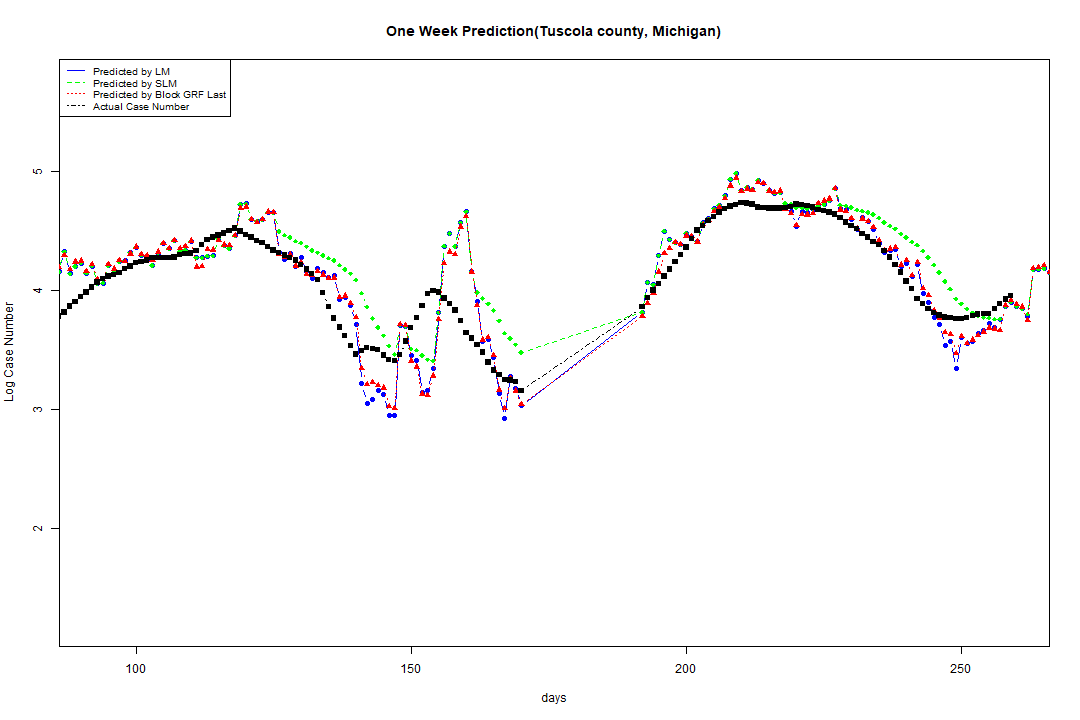 One Week Prediction(Tuscola county, Michigan)
Predicted by LM
Predicted by SLM
Predicted by Block GRF Last
Actual Case Number
5
4
3
2
Log Case Number
100 150 200 250
days